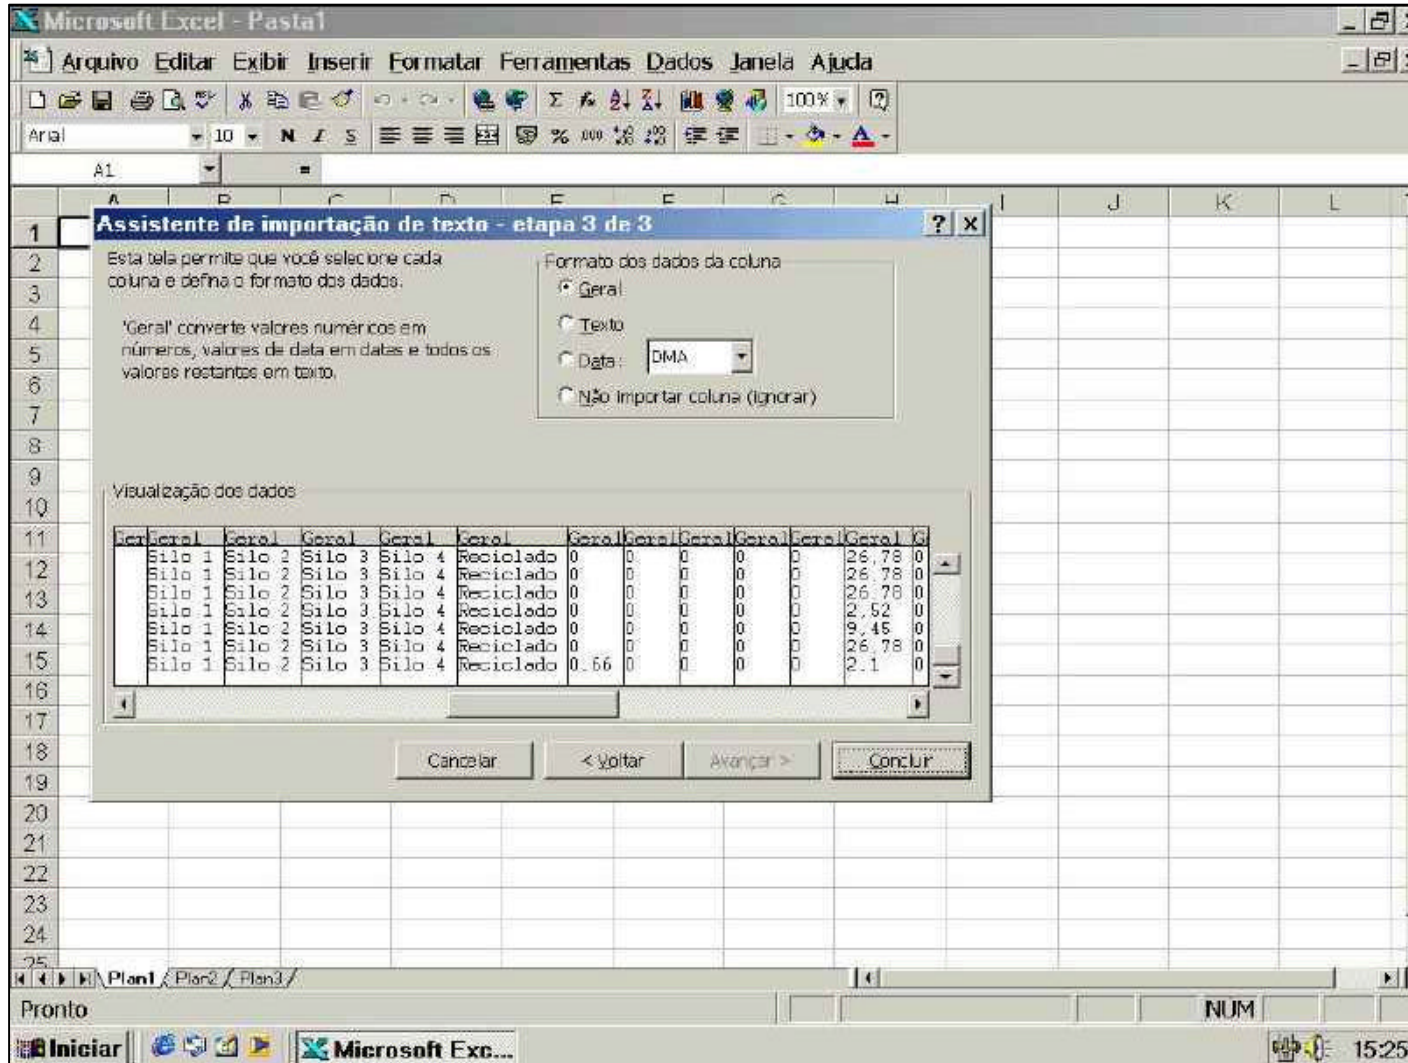 Microsoft Excel - Pasta1
Arquivo Editar Exibir Inserir Formatar Ferramentas Dados Janela Ajuda
100%
Arial 10 N I S % 000
A1 =
A B C D E F G H I J K L
Assistente de importação de texto - etapa 3 de 3
Esta tela permite que você selecione cada
coluna e defina o formato dos dados.
'Geral' converte valores numéricos em
números, valores de data em datas e todos os
valores restantes em texto.
Formato dos dados da coluna
Geral
Texto
Data: DMA
Não importar coluna (ignorar)
Visualização dos dados
Ger Geral Geral Geral Geral Geral Geral Geral Geral Geral Geral Geral G
Silo 1 Silo 2 Silo 3 Silo 4 Reciclado 0 0 0 0 0 26.78 0
Silo 1 Silo 2 Silo 3 Silo 4 Reciclado 0 0 0 0 0 26.78 0
Silo 1 Silo 2 Silo 3 Silo 4 Reciclado 0 0 0 0 0 26.78 0
Silo 1 Silo 2 Silo 3 Silo 4 Reciclado 0 0 0 0 0 2.52 0
Silo 1 Silo 2 Silo 3 Silo 4 Reciclado 0 0 0 0 0 9.45 0
Silo 1 Silo 2 Silo 3 Silo 4 Reciclado 0 0 0 0 0 26.78 0
Silo 1 Silo 2 Silo 3 Silo 4 Reciclado 0.66 0 0 0 0 2.1 0
Cancelar < Voltar Avançar > Concluir
1
2
3
4
5
6
7
8
9
10
11
12
13
14
15
16
17
18
19
20
21
22
23
24
25
Plan1 Plan2 Plan3
Pronto NUM
Iniciar Microsoft Exc... 15:25